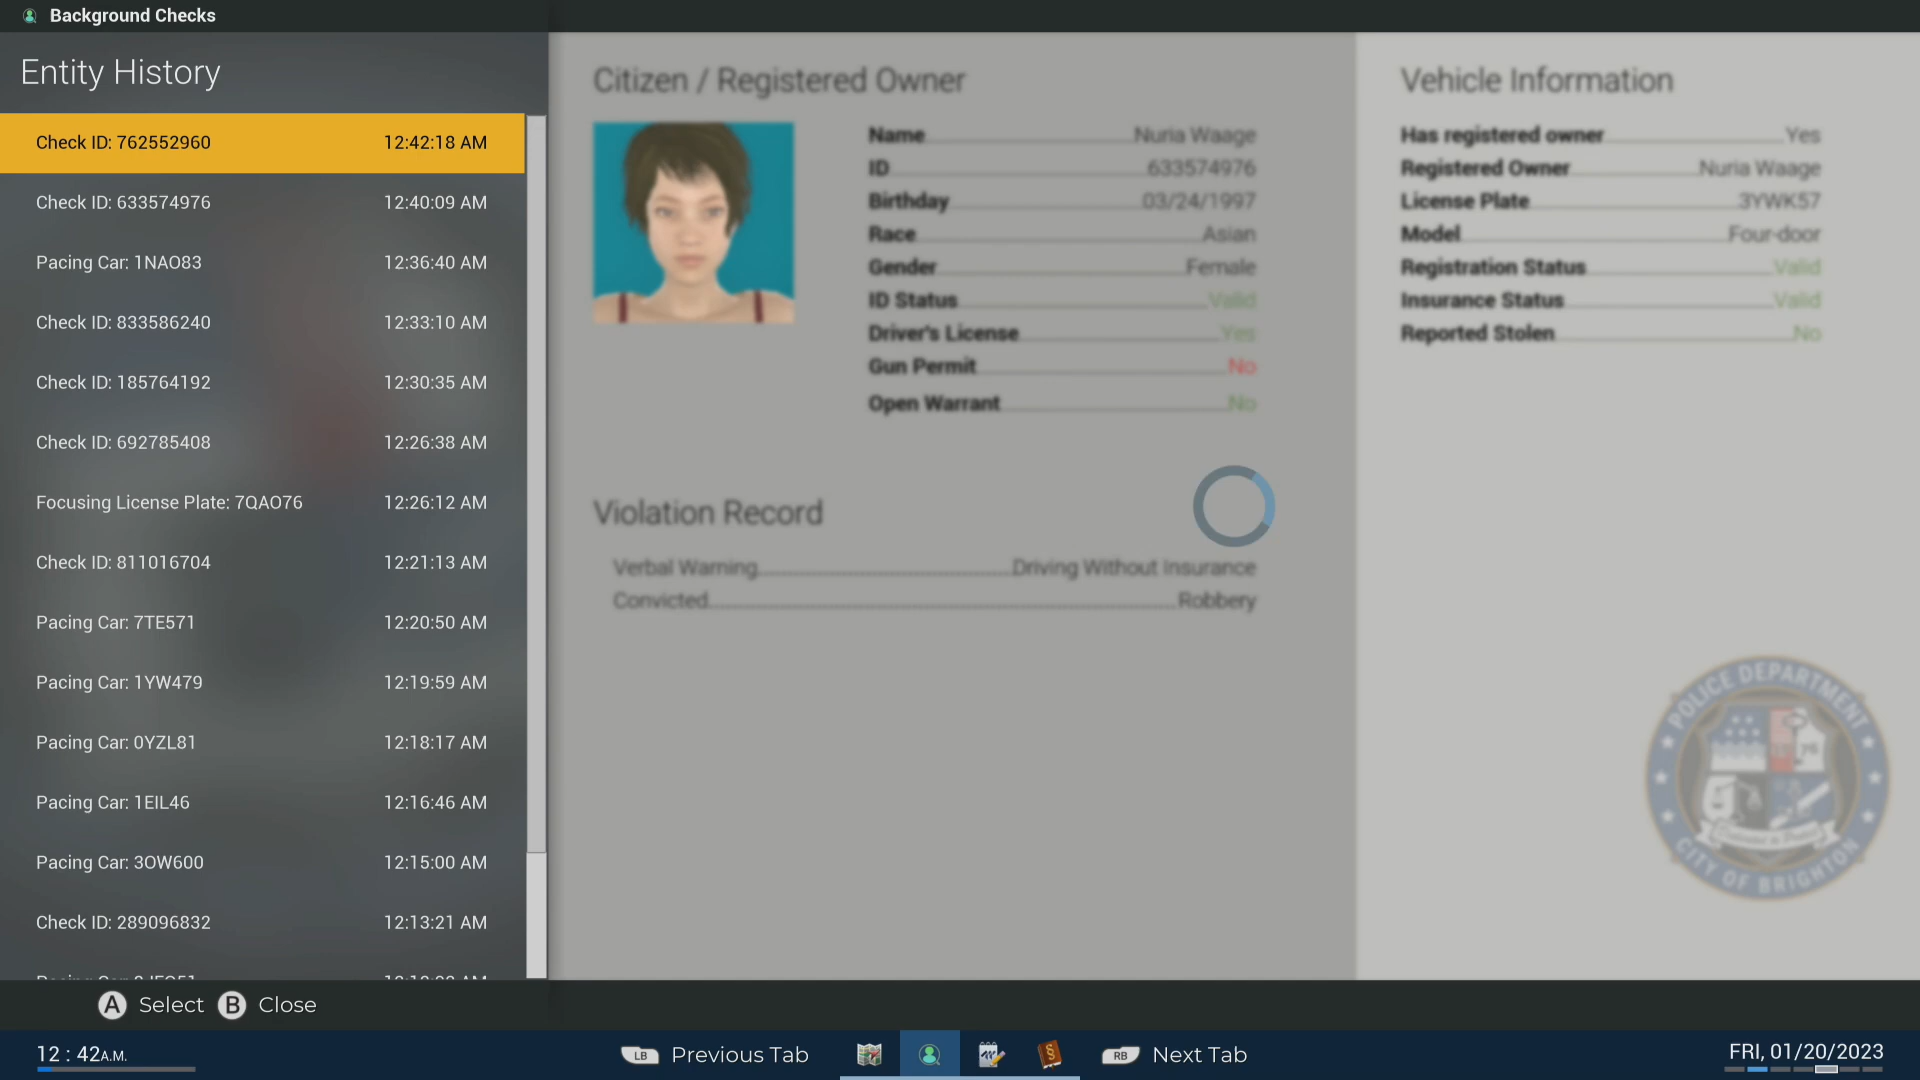 Background Checks
Entity History
Check ID: 762552960 12:42:18 AM
Check ID: 633574976 12:40:09 AM
Pacing Car: 1NAO83 12:36:40 AM
Check ID: 833586240 12:33:10 AM
Check ID: 185764192 12:30:35 AM
Check ID: 692785408 12:26:38 AM
Focusing License Plate: 7QAO76 12:26:12 AM
Check ID: 811016704 12:21:13 AM
Pacing Car: 7TE571 12:20:50 AM
Pacing Car: 1YW479 12:19:59 AM
Pacing Car: 0YZL81 12:18:17 AM
Pacing Car: 1EIL46 12:16:46 AM
Pacing Car: 3OW600 12:15:00 AM
Check ID: 289096832 12:13:21 AM
Citizen / Registered Owner
Name Nuria Waage
ID 633574976
Birthday 03/24/1997
Race Asian
Gender Female
ID Status Valid
Driver's License Yes
Gun Permit No
Open Warrant No
Violation Record
Verbal Warning Driving Without Insurance
Convicted Robbery
Vehicle Information
Has registered owner Yes
Registered Owner Nuria Waage
License Plate 3YWK57
Model Four-door
Registration Status Valid
Insurance Status Valid
Reported Stolen No
POLICE DEPARTMENT
CITY OF BRIGHTON
A Select B Close
12 : 42 A.M.
LB Previous Tab
RB Next Tab
FRI, 01/20/2023